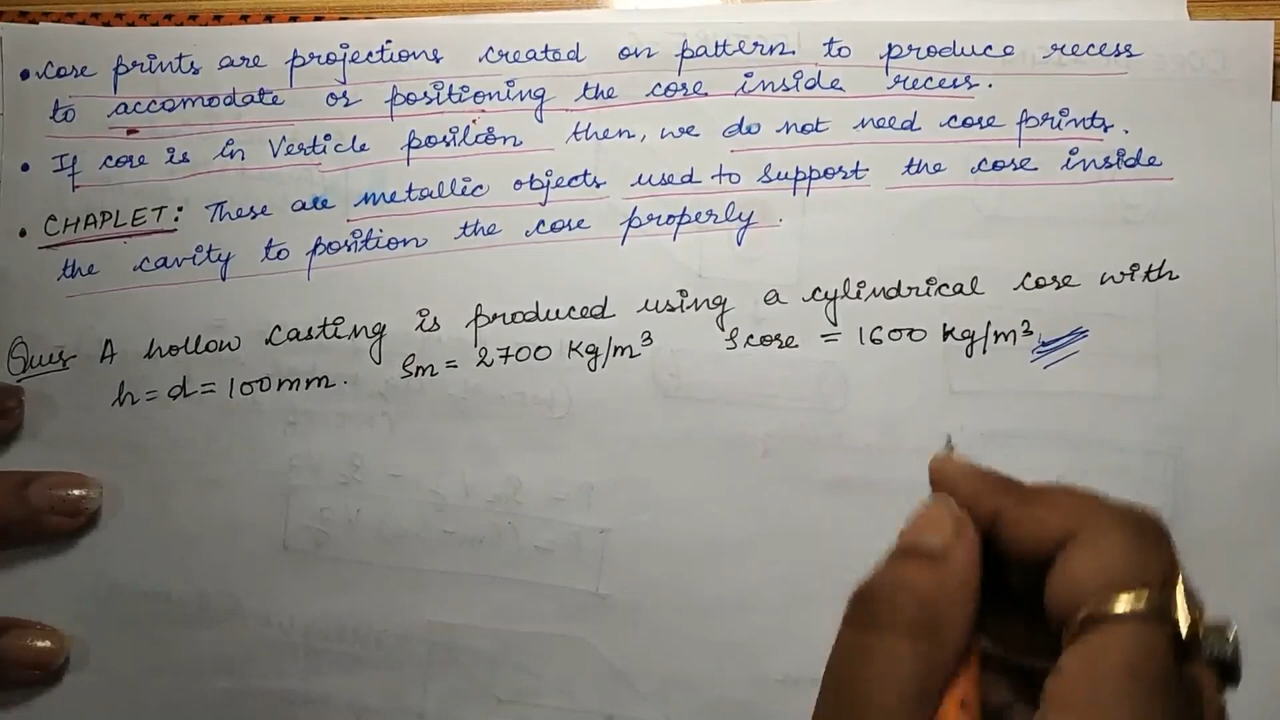 • core prints are projections created on pattern to produce recess
to accomodate or positioning the core inside recess.
• If core is in Verticle position then, we do not need core prints.
• CHAPLET: These are metallic objects used to support the core inside
the cavity to position the core properly.
Ques A hollow casting is produced using a cylindrical core with
h = d = 100mm. ρm = 2700 Kg/m³ ρcore = 1600 Kg/m³